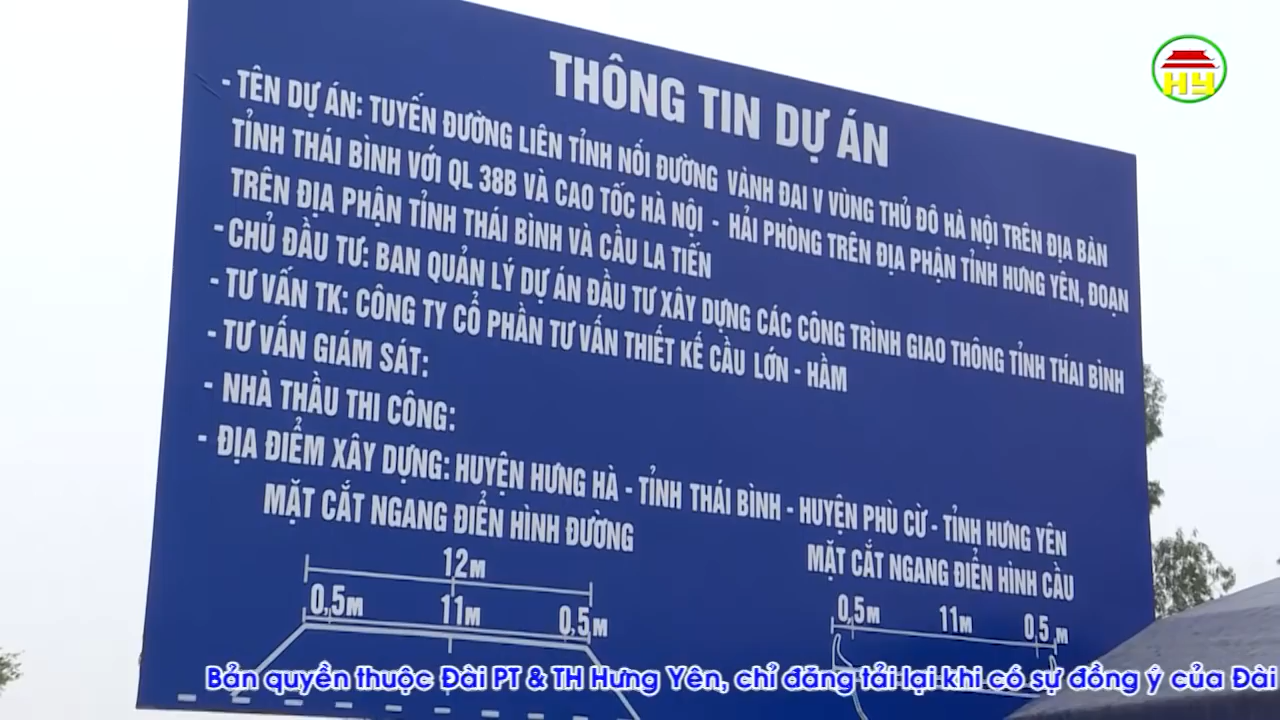 HY
THÔNG TIN DỰ ÁN
- TÊN DỰ ÁN: TUYẾN ĐƯỜNG LIÊN TỈNH NỐI ĐƯỜNG VÀNH ĐAI V VÙNG THỦ ĐÔ HÀ NỘI TRÊN ĐỊA BÀN
TỈNH THÁI BÌNH VỚI QL 38B VÀ CAO TỐC HÀ NỘI - HẢI PHÒNG TRÊN ĐỊA PHẬN TỈNH HƯNG YÊN, ĐOẠN
TRÊN ĐỊA PHẬN TỈNH THÁI BÌNH VÀ CẦU LA TIẾN
- CHỦ ĐẦU TƯ: BAN QUẢN LÝ DỰ ÁN ĐẦU TƯ XÂY DỰNG CÁC CÔNG TRÌNH GIAO THÔNG TỈNH THÁI BÌNH
- TƯ VẤN TK: CÔNG TY CỔ PHẦN TƯ VẤN THIẾT KẾ CẦU LỚN - HẦM
- TƯ VẤN GIÁM SÁT:
- NHÀ THẦU THI CÔNG:
- ĐỊA ĐIỂM XÂY DỰNG: HUYỆN HƯNG HÀ - TỈNH THÁI BÌNH - HUYỆN PHÙ CỪ - TỈNH HƯNG YÊN
MẶT CẮT NGANG ĐIỂN HÌNH ĐƯỜNG
12M
0,5M 11M 0,5M
MẶT CẮT NGANG ĐIỂN HÌNH CẦU
0,5M 11M 0,5 M
Bản quyền thuộc Đài PT & TH Hưng Yên, chỉ đăng tải lại khi có sự đồng ý của Đài